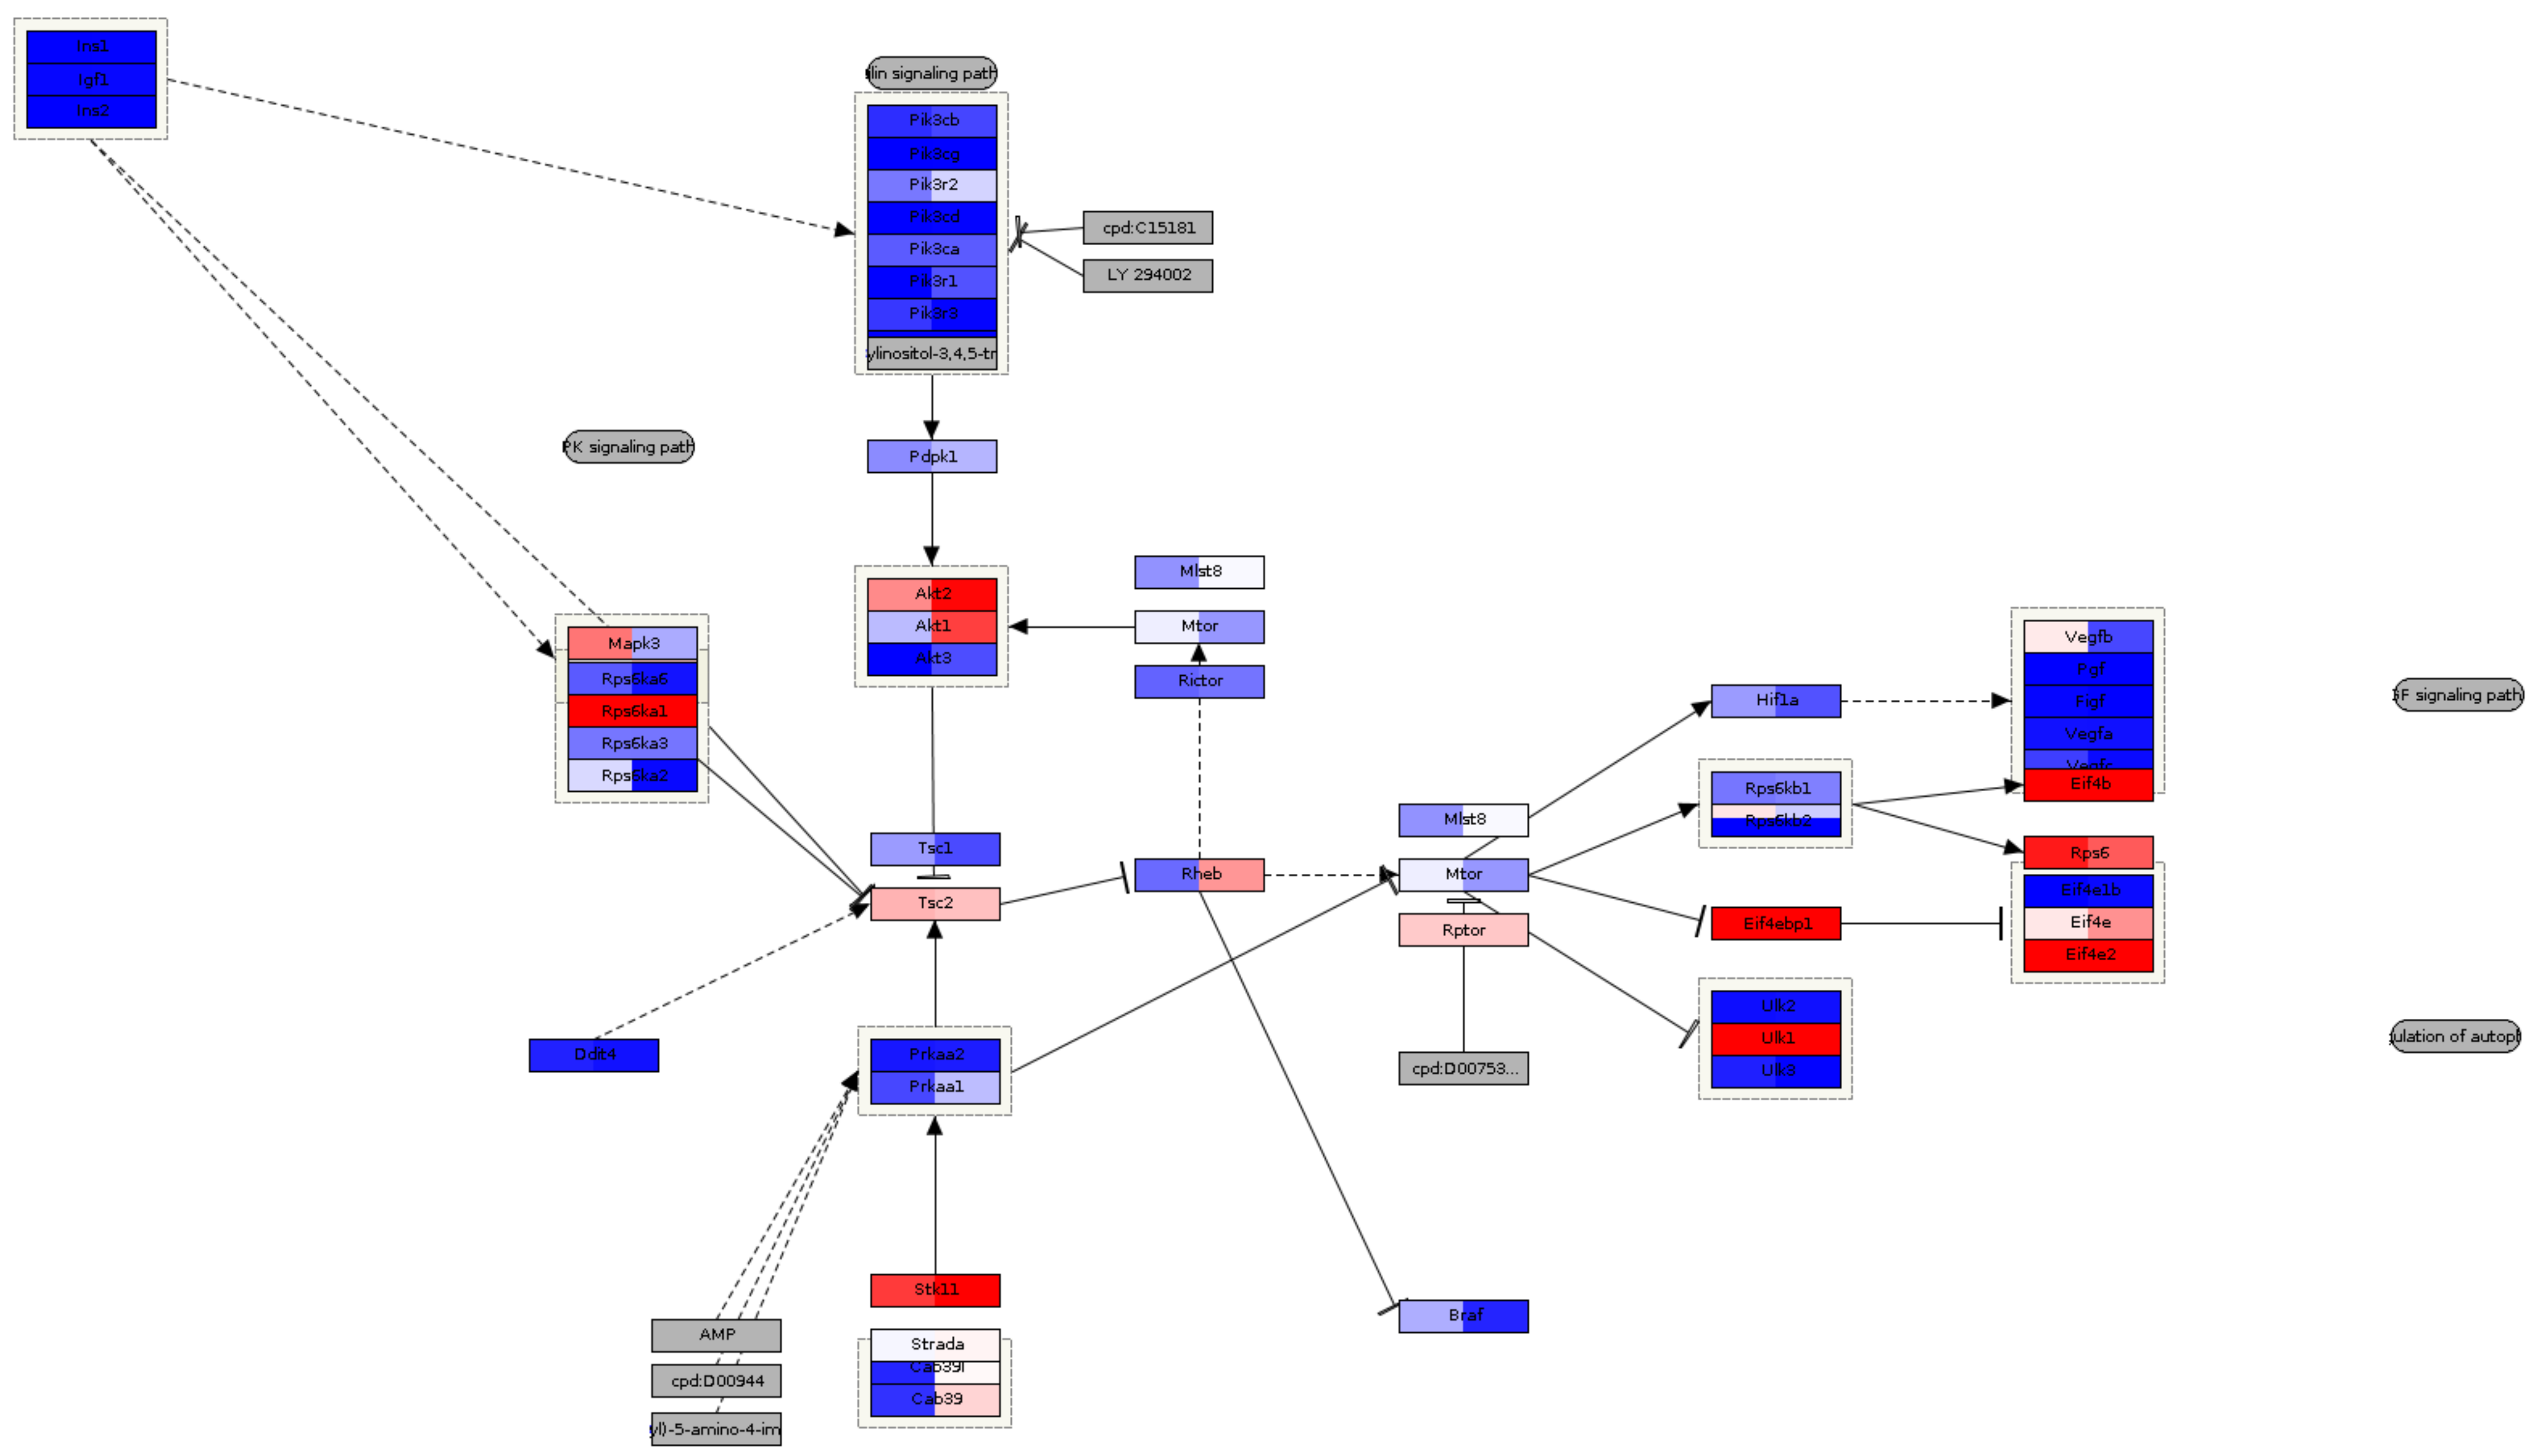 Ins1
Igf1
Ins2
lin signaling path
Pik3cb
Pik3cg
Pik3r2
Pik3cd
Pik3ca
Pik3r1
Pik3r3
ylinositol-3,4,5-tr
cpd:C15181
LY 294002
PK signaling path
Pdpk1
Mlst8
Akt2
Akt1
Akt3
Mtor
Rictor
Mapk3
Rps6ka6
Rps6ka1
Rps6ka3
Rps6ka2
Hif1a
Vegfb
Pgf
Figf
Vegfa
Vegfc
Eif4b
GF signaling path
Rps6kb1
Rps6kb2
Mlst8
Tsc1
Tsc2
Rheb
Mtor
Rptor
Eif4ebp1
Rps6
Eif4e1b
Eif4e
Eif4e2
Ulk2
Ulk1
Ulk3
ulation of autoph
Ddit4
Prkaa2
Prkaa1
cpd:D00753...
Stk11
Strada
Cab39l
Cab39
Braf
AMP
cpd:D00944
yl)-5-amino-4-im